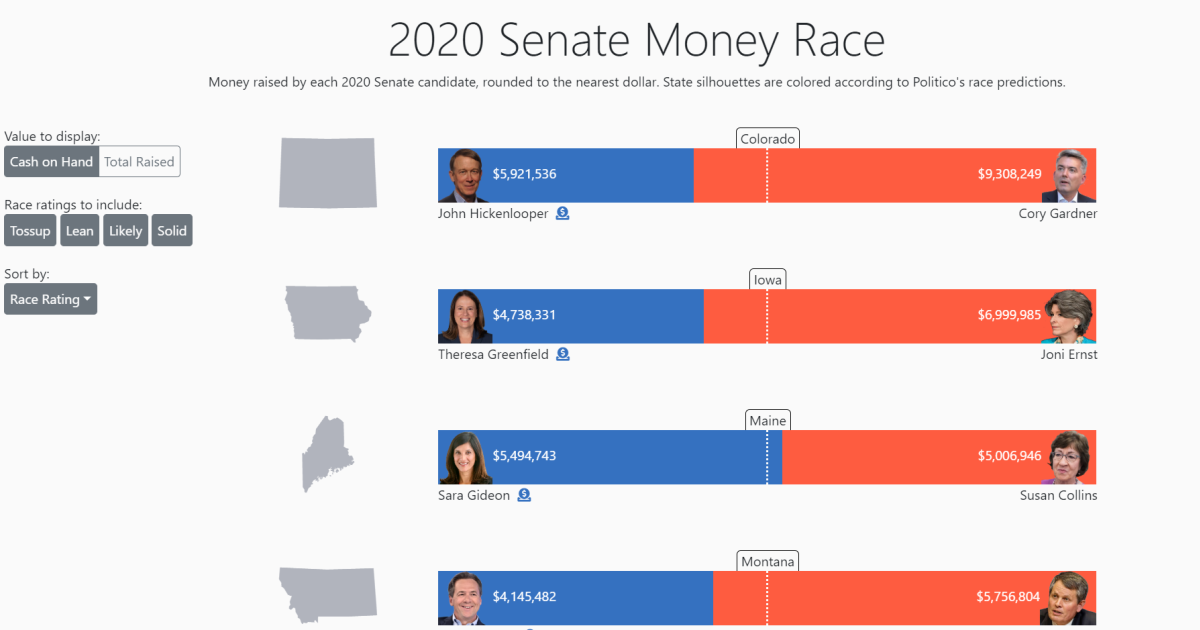 2020 Senate Money Race
Money raised by each 2020 Senate candidate, rounded to the nearest dollar. State silhouettes are colored according to Politico's race predictions.
Value to display:
Cash on Hand Total Raised
Race ratings to include:
Tossup Lean Likely Solid
Sort by:
Race Rating
Colorado
$5,921,536 $9,308,249
John Hickenlooper Cory Gardner
Iowa
$4,738,331 $6,999,985
Theresa Greenfield Joni Ernst
Maine
$5,494,743 $5,006,946
Sara Gideon Susan Collins
Montana
$4,145,482 $5,756,804